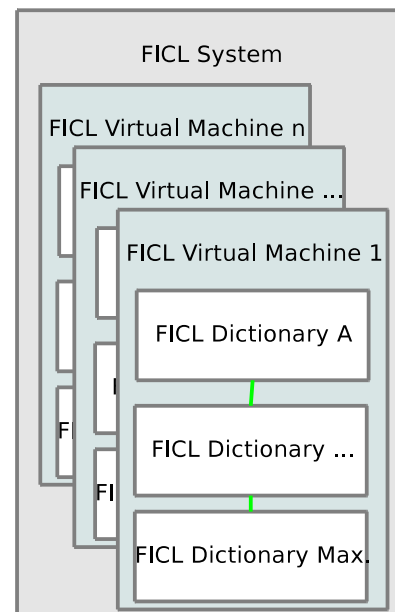 FICL System
FICL Virtual Machine n
FICL Virtual Machine ...
FICL Virtual Machine 1
FICL Dictionary A
FICL Dictionary ...
FICL Dictionary Max.